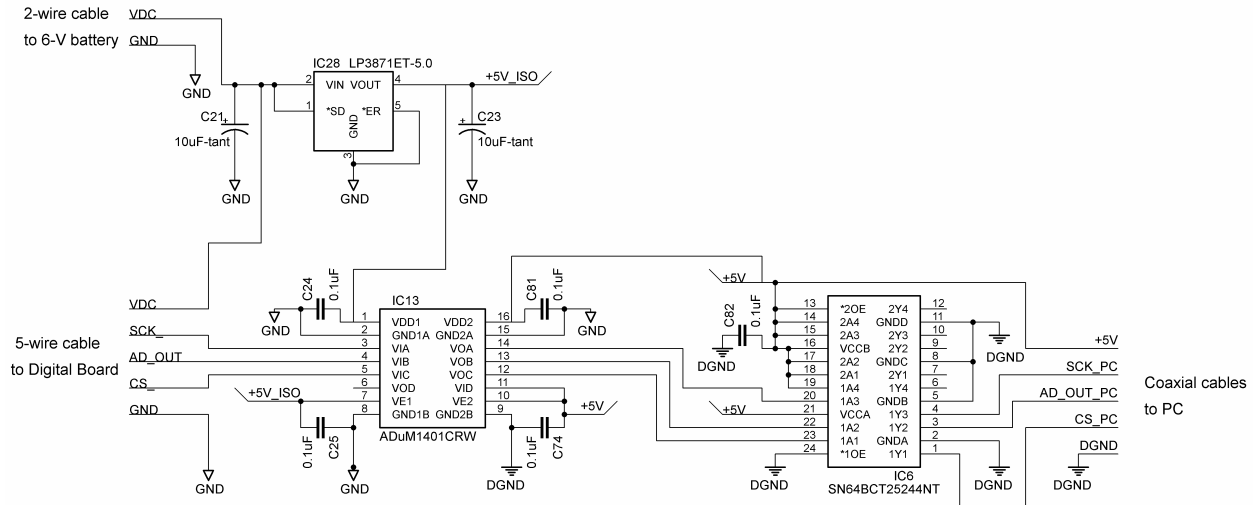 2-wire cable
to 6-V battery
VDC
GND
GND
IC28 LP3871ET-5.0
2 VIN VOUT 4
1 *SD *ER 5
GND
3
+5V_ISO
C21
+
10uF-tant
GND
GND
C23
+
10uF-tant
GND
5-wire cable
to Digital Board
VDC
SCK_
AD_OUT
CS_
GND
GND
C24
0.1uF
GND
IC13
1 VDD1 VDD2 16
2 GND1A GND2A 15
3 VIA VOA 14
4 VIB VOB 13
5 VIC VOC 12
6 VOD VID 11
7 VE1 VE2 10
8 GND1B GND2B 9
ADuM1401CRW
C81
0.1uF
GND
+5V_ISO
0.1uF
C25
GND
+5V
0.1uF
C74
DGND
+5V
C82
0.1uF
DGND
+5V
13 *2OE 2Y4 12
14 2A4 GNDD 11
15 2A3 2Y3 10
16 VCCB 2Y2 9
17 2A2 GNDC 8
18 2A1 2Y1 7
19 1A4 1Y4 6
20 1A3 GNDB 5
21 VCCA 1Y3 4
22 1A2 1Y2 3
23 1A1 GNDA 2
24 *1OE 1Y1 1
IC6
SN64BCT25244NT
DGND
DGND
DGND
+5V
SCK_PC
AD_OUT_PC
CS_PC
DGND
DGND
Coaxial cables
to PC